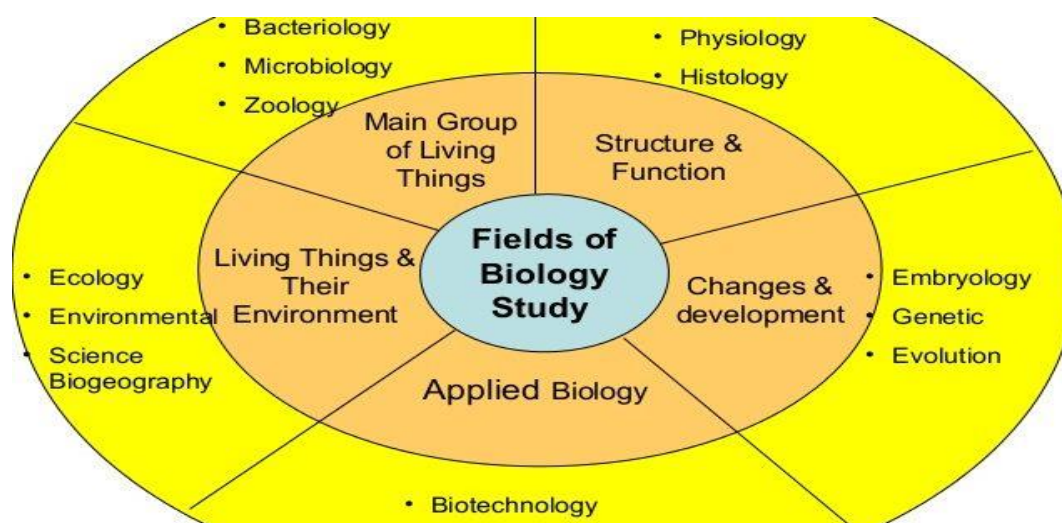 • Bacteriology
• Microbiology
• Zoology
• Physiology
• Histology
Main Group
of Living
Things
Structure &
Function
Fields of
Biology
Study
Living Things &
Their
Environment
Changes &
development
Applied Biology
• Ecology
• Environmental
• Science
Biogeography
• Embryology
• Genetic
• Evolution
• Biotechnology